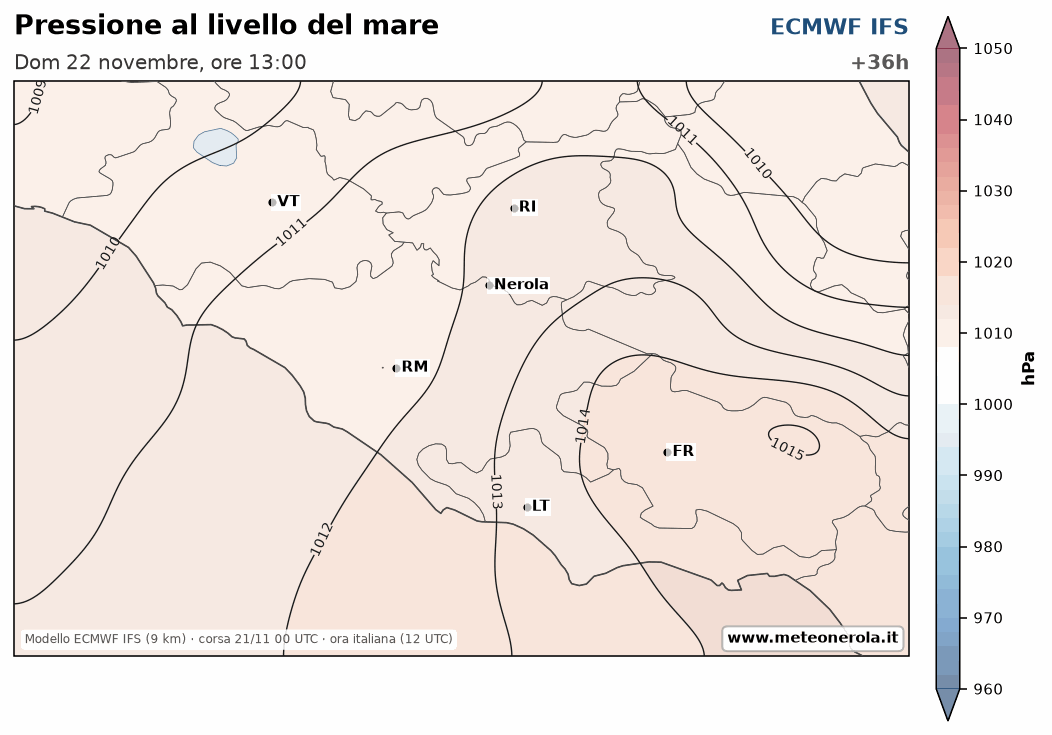 Pressione al livello del mare
ECMWF IFS
Dom 22 novembre, ore 13:00
+36h
1009
1011
1010
VT
RI
1011
1010
Nerola
RM
1014
FR
1015
1013
LT
1012
Modello ECMWF IFS (9 km) · corsa 21/11 00 UTC · ora italiana (12 UTC)
www.meteonerola.it
1050
1040
1030
1020
1010
1000
990
980
970
960
hPa